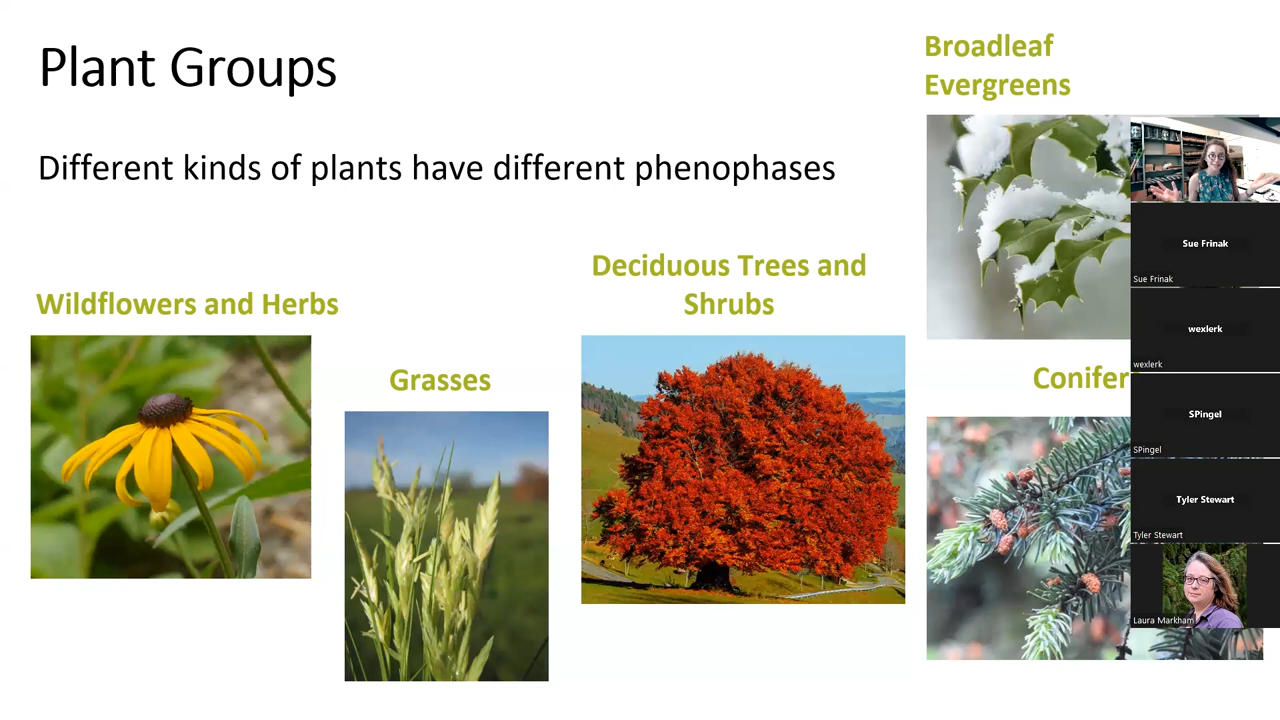 Plant Groups
Different kinds of plants have different phenophases
Wildflowers and Herbs
Grasses
Deciduous Trees and
Shrubs
Broadleaf
Evergreens
Conifer
Sue Frinak
Sue Frinak
wexlerk
wexlerk
SPingel
SPingel
Tyler Stewart
Tyler Stewart
Laura Markham